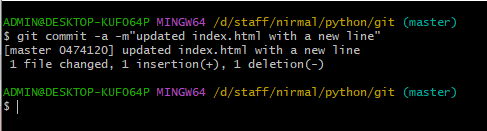 ADMIN@DESKTOP-KUFO64P MINGW64 /d/staff/nirmal/python/git (master)
$ git commit -a -m"updated index.html with a new line"
[master 0474120] updated index.html with a new line
 1 file changed, 1 insertion(+), 1 deletion(-)
ADMIN@DESKTOP-KUFO64P MINGW64 /d/staff/nirmal/python/git (master)
$